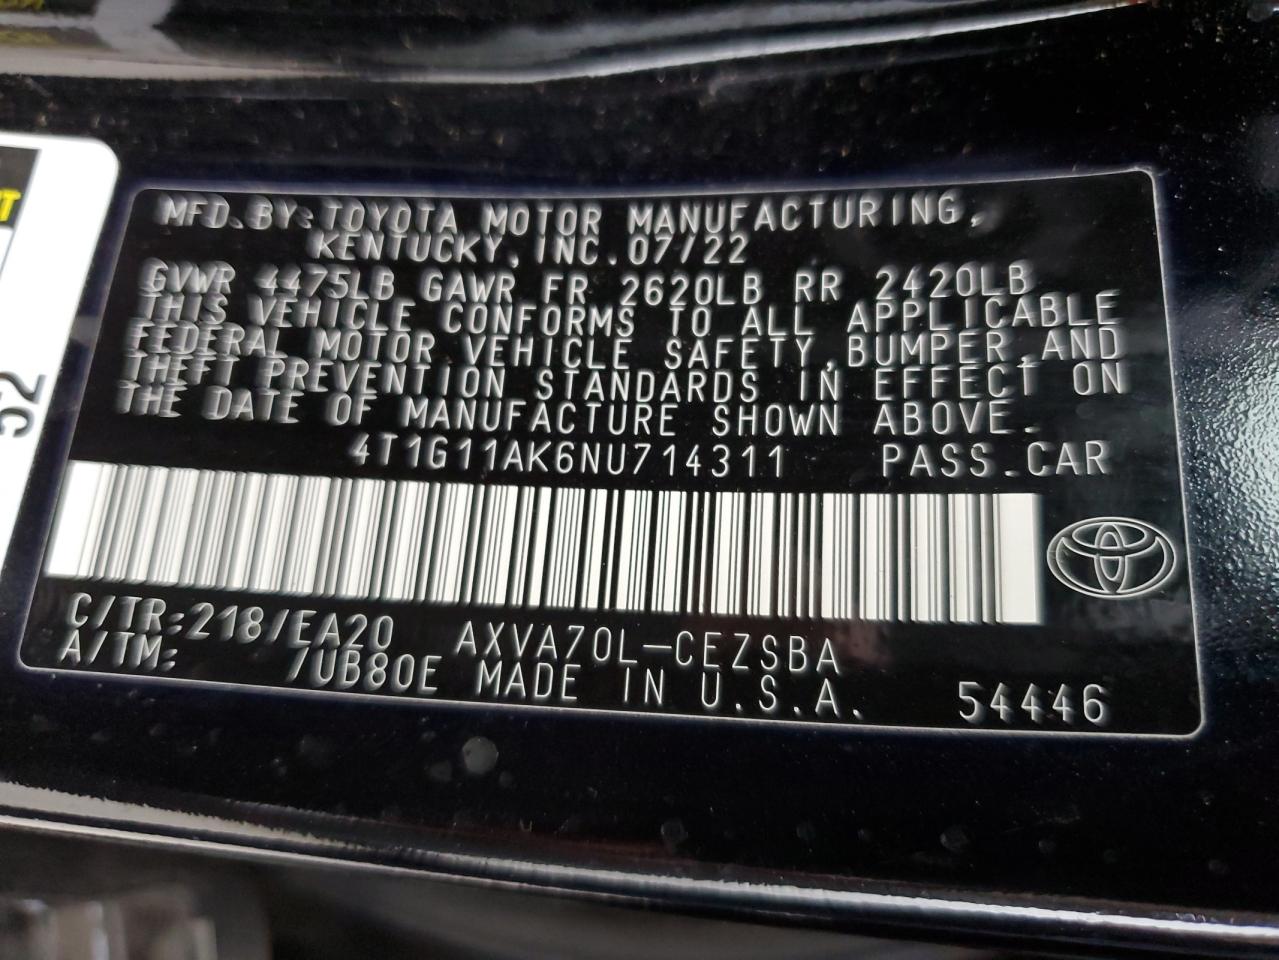 MFD. BY: TOYOTA MOTOR MANUFACTURING,
KENTUCKY, INC. 07/22
GVWR 4475LB GAWR FR 2620LB RR 2420LB
THIS VEHICLE CONFORMS TO ALL APPLICABLE
FEDERAL MOTOR VEHICLE SAFETY, BUMPER, AND
THEFT PREVENTION STANDARDS IN EFFECT ON
THE DATE OF MANUFACTURE SHOWN ABOVE.
4T1G11AK6NU714311 PASS. CAR
C/TR: 218/EA20 AXVA70L-CEZSBA
A/TM: /UB80E MADE IN U.S.A.
54446
52